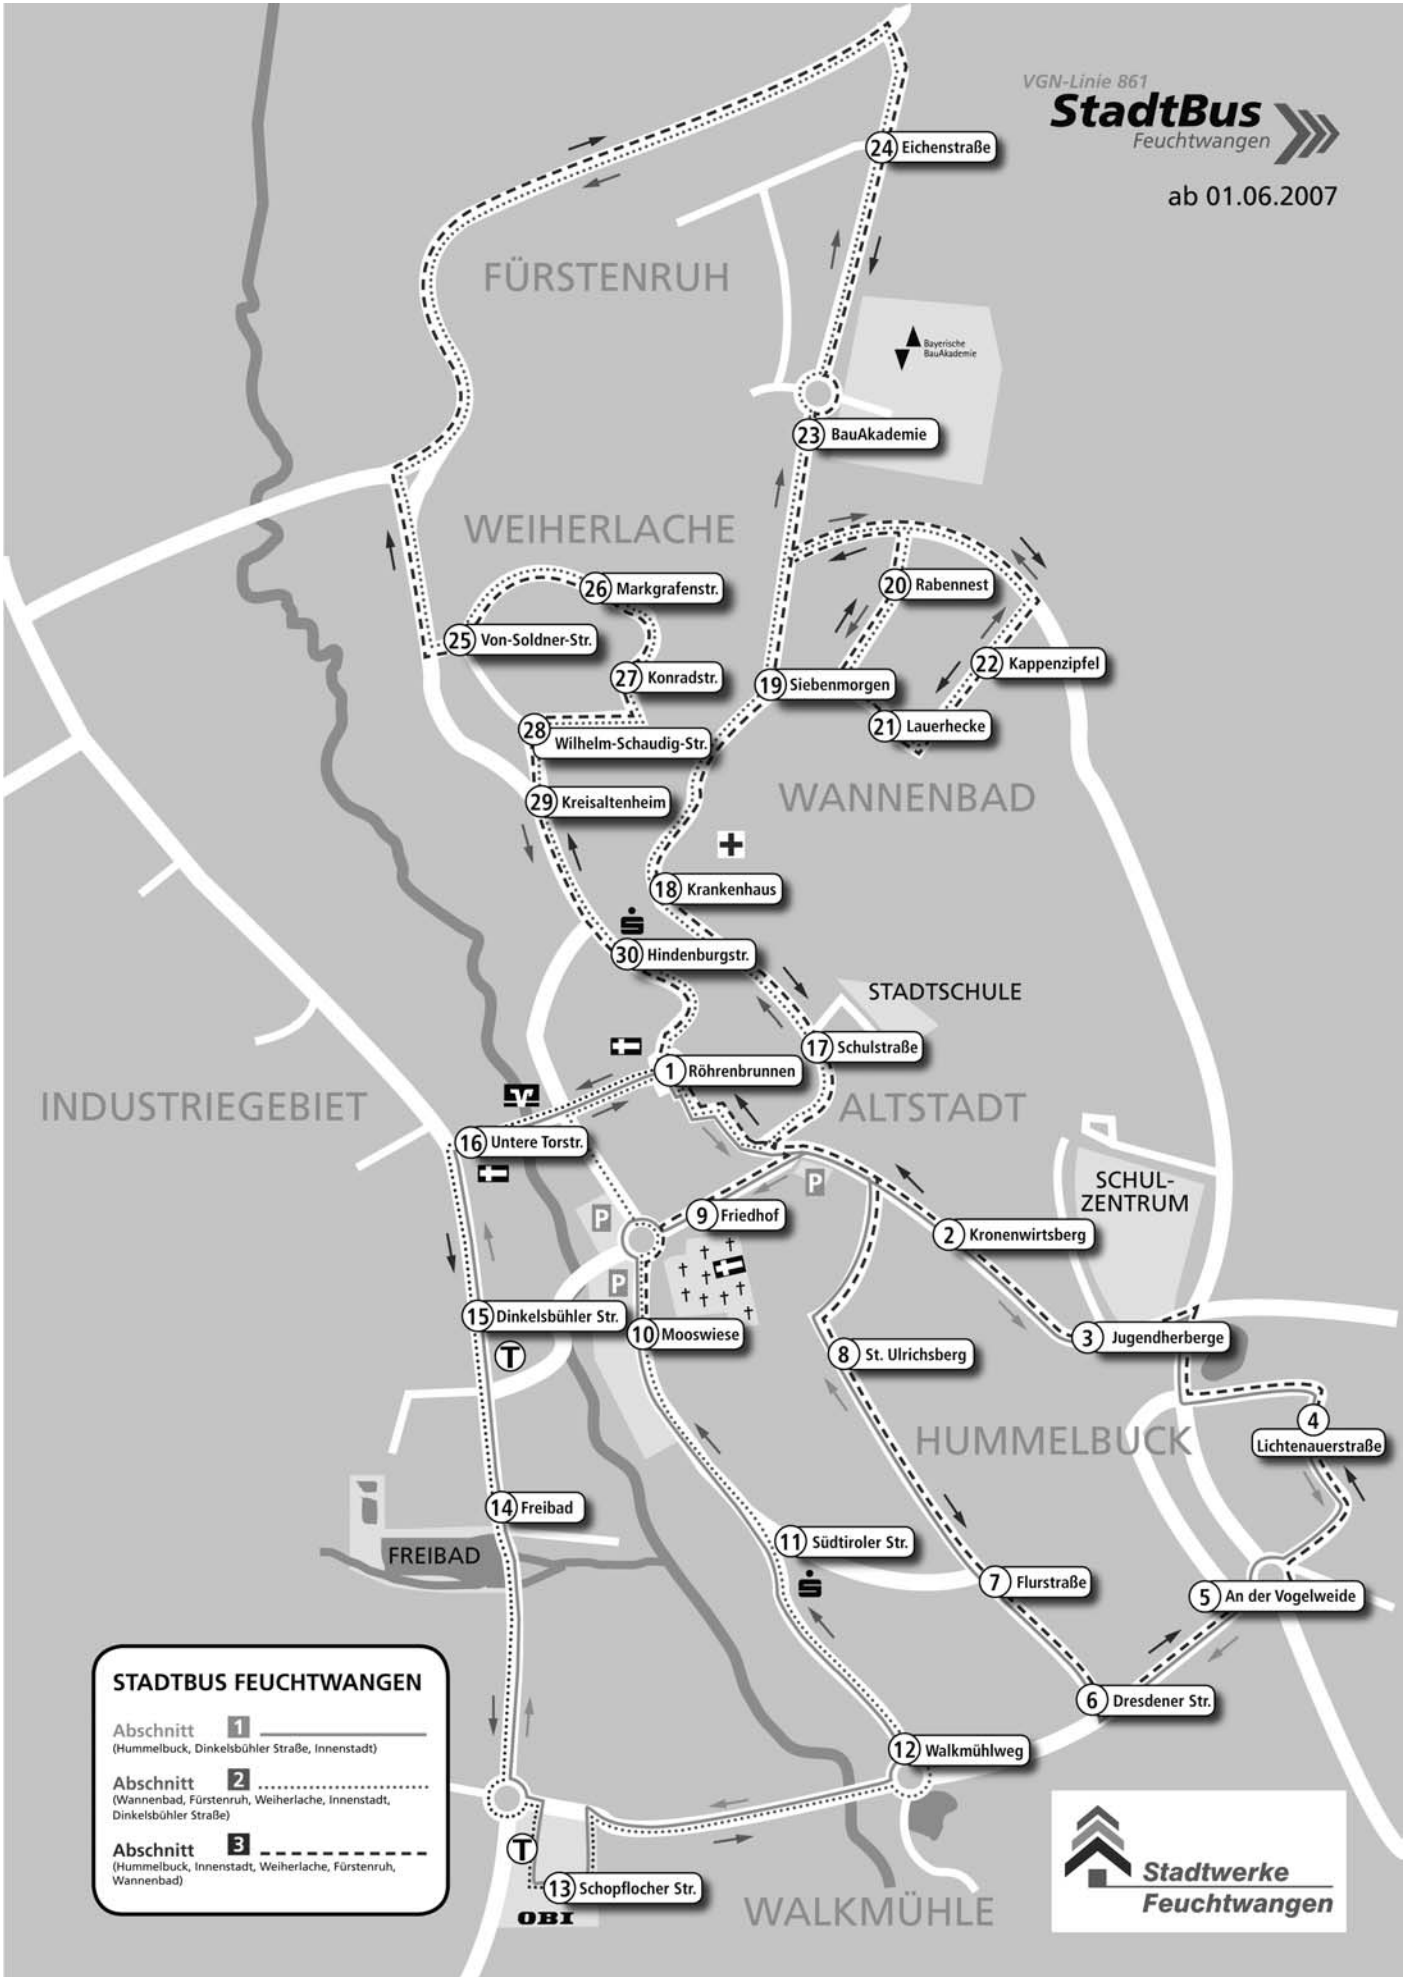 VGN-Linie 861
StadtBus
Feuchtwangen
ab 01.06.2007
24 Eichenstraße
FÜRSTENRUH
Bayerische
BauAkademie
23 BauAkademie
WEIHERLACHE
26 Markgrafenstr.
20 Rabennest
25 Von-Soldner-Str.
22 Kappenzipfel
27 Konradstr.
19 Siebenmorgen
21 Lauerhecke
28
Wilhelm-Schaudig-Str.
WANNENBAD
29 Kreisaltenheim
18 Krankenhaus
30 Hindenburgstr.
STADTSCHULE
17 Schulstraße
1 Röhrenbrunnen
INDUSTRIEGEBIET
ALTSTADT
16 Untere Torstr.
SCHUL-
ZENTRUM
P
P
9 Friedhof
2 Kronenwirtsberg
P
15 Dinkelsbühler Str.
10 Mooswiese
3 Jugendherberge
T
8 St. Ulrichsberg
4
Lichtenauerstraße
HUMMELBUCK
14 Freibad
11 Südtiroler Str.
FREIBAD
7 Flurstraße
5 An der Vogelweide
6 Dresdener Str.
12 Walkmühlweg
T
13 Schopflocher Str.
OBI
WALKMÜHLE
STADTBUS FEUCHTWANGEN
Abschnitt 1
(Hummelbuck, Dinkelsbühler Straße, Innenstadt)
Abschnitt 2
(Wannenbad, Fürstenruh, Weiherlache, Innenstadt,
Dinkelsbühler Straße)
Abschnitt 3
(Hummelbuck, Innenstadt, Weiherlache, Fürstenruh,
Wannenbad)
Stadtwerke
Feuchtwangen